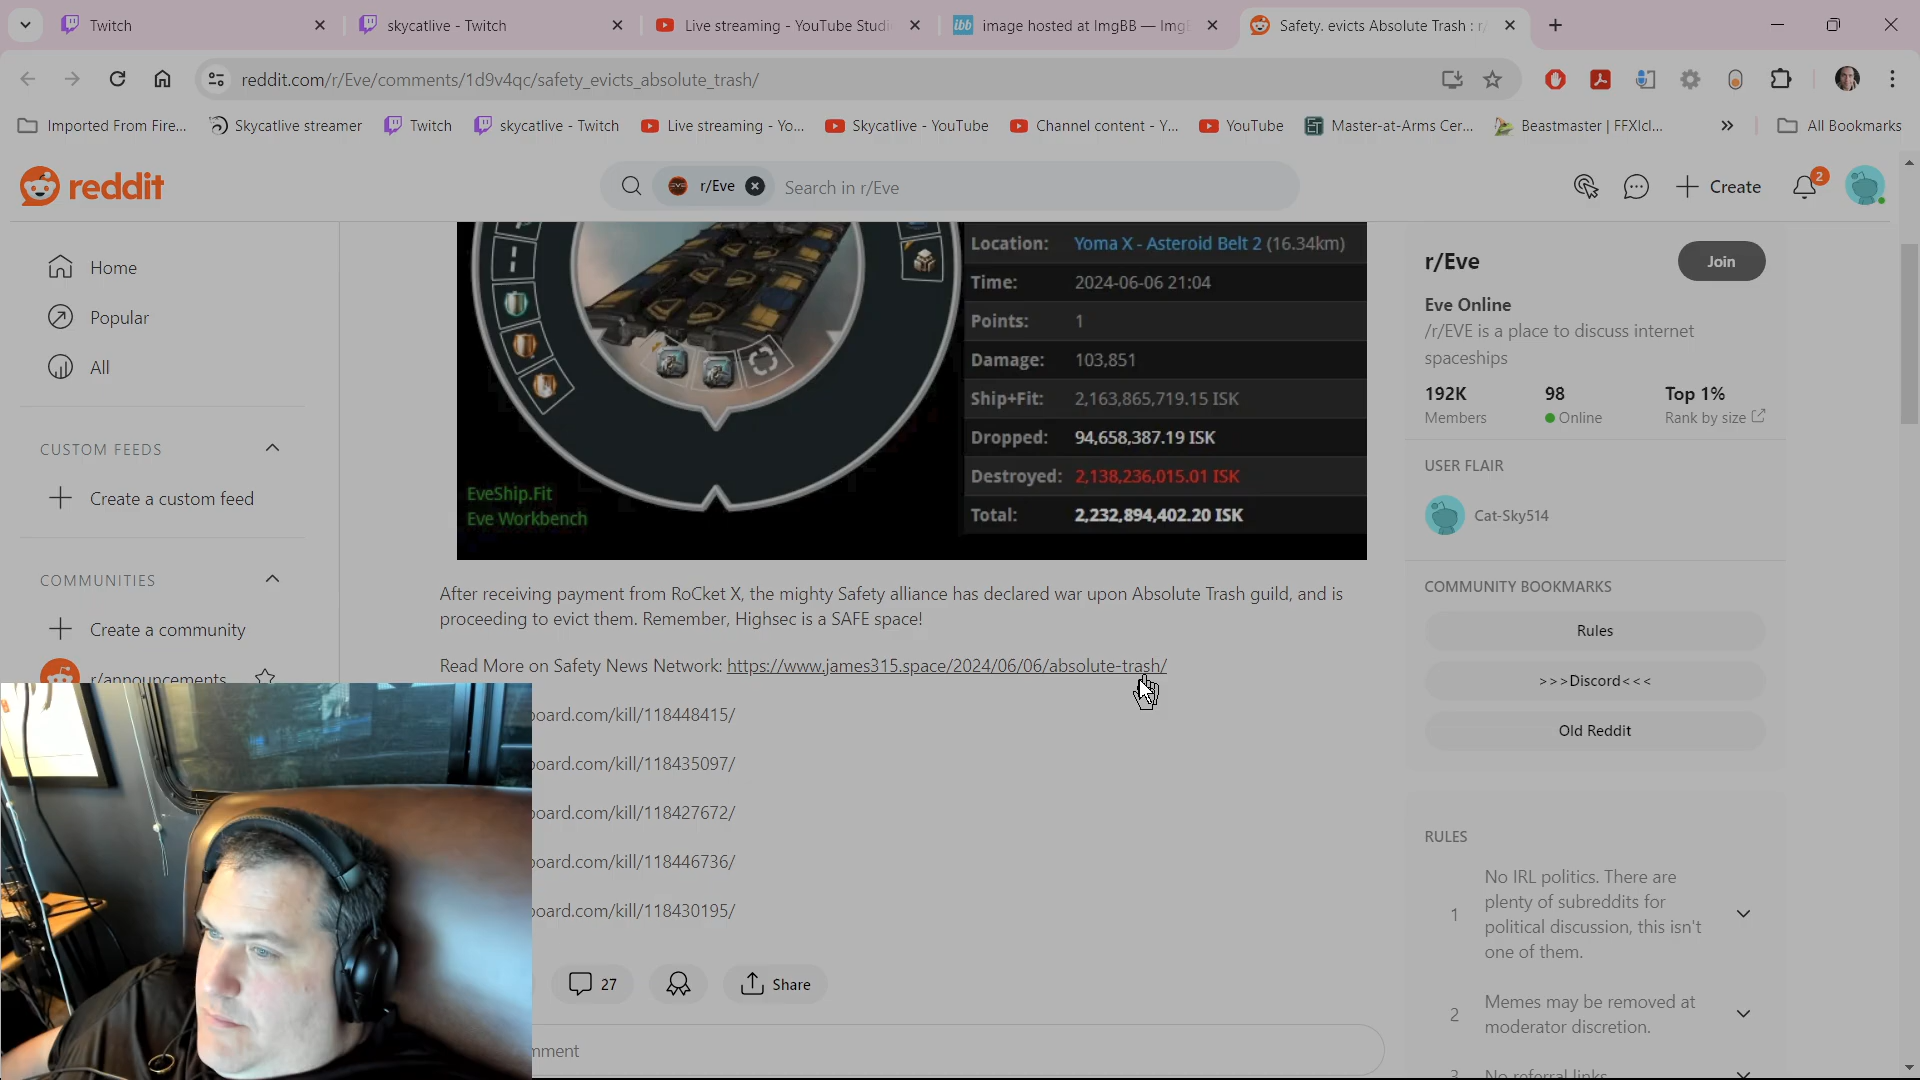 Twitch
skycatlive - Twitch
Live streaming - YouTube Studi
image hosted at ImgBB — Img
Safety. evicts Absolute Trash : r/
reddit.com/r/Eve/comments/1d9v4qc/safety_evicts_absolute_trash/
Imported From Fire...
Skycatlive streamer
Twitch
skycatlive - Twitch
Live streaming - Yo...
Skycatlive - YouTube
Channel content - Y...
YouTube
Master-at-Arms Cer...
Beastmaster | FFXIcl...
All Bookmarks
reddit
r/Eve
Search in r/Eve
Create
2
Home
Popular
All
CUSTOM FEEDS
Create a custom feed
COMMUNITIES
Create a community
r/announcements
Location: Yoma X - Asteroid Belt 2 (16.34km)
Time: 2024-06-06 21:04
Points: 1
Damage: 103,851
Ship+Fit: 2,163,865,719.15 ISK
Dropped: 94,658,387.19 ISK
Destroyed: 2,138,236,015.01 ISK
Total: 2,232,894,402.20 ISK
EveShip.Fit
Eve Workbench
After receiving payment from RoCket X, the mighty Safety alliance has declared war upon Absolute Trash guild, and is
proceeding to evict them. Remember, Highsec is a SAFE space!
Read More on Safety News Network: https://www.james315.space/2024/06/06/absolute-trash/
board.com/kill/118448415/
board.com/kill/118435097/
board.com/kill/118427672/
board.com/kill/118446736/
board.com/kill/118430195/
27
Share
mment
r/Eve
Join
Eve Online
/r/EVE is a place to discuss internet
spaceships
192K 98 Top 1%
Members Online Rank by size
USER FLAIR
Cat-Sky514
COMMUNITY BOOKMARKS
Rules
>>>Discord<<<
Old Reddit
RULES
1 No IRL politics. There are
plenty of subreddits for
political discussion, this isn't
one of them.
2 Memes may be removed at
moderator discretion.
3 No referral links